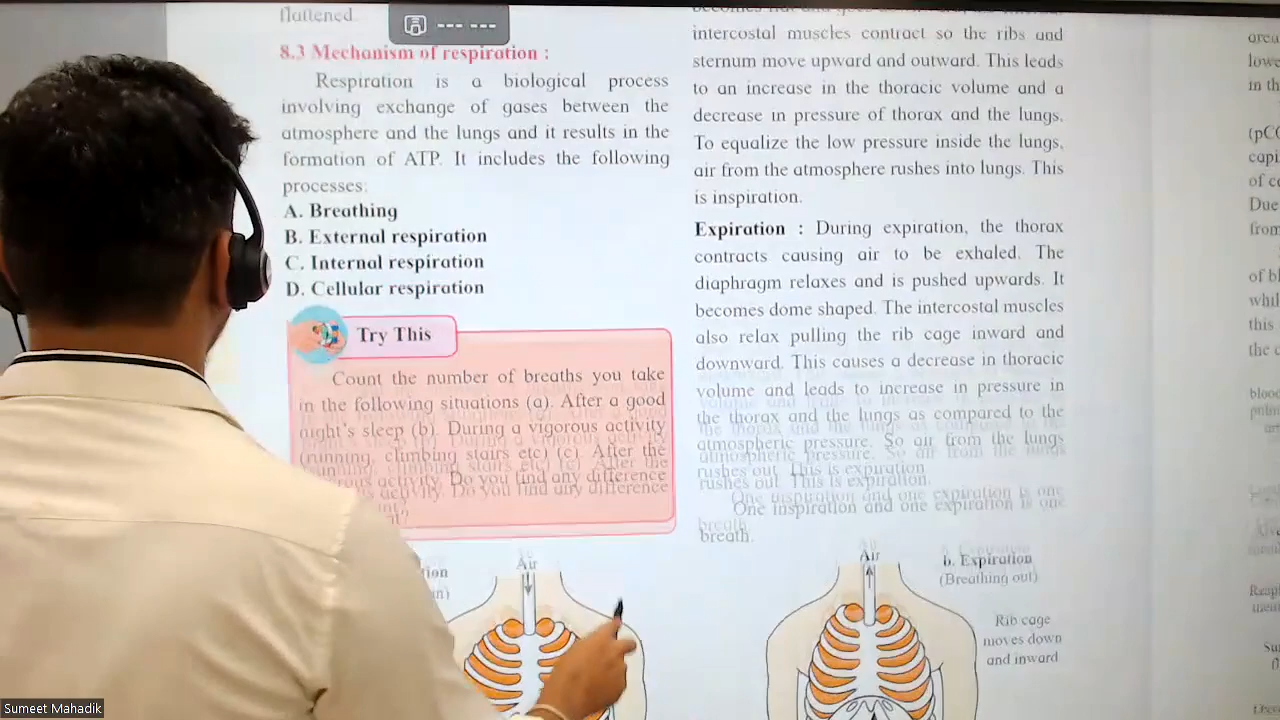 flattened.
8.3 Mechanism of respiration :
Respiration is a biological process
involving exchange of gases between the
atmosphere and the lungs and it results in the
formation of ATP. It includes the following
processes:
A. Breathing
B. External respiration
C. Internal respiration
D. Cellular respiration
Try This
Count the number of breaths you take
in the following situations (a). After a good
night's sleep (b). During a vigorous activity
(running, climbing stairs etc) (c). After the
activity. Do you find any difference
Air
intercostal muscles contract so the ribs and
sternum move upward and outward. This leads
to an increase in the thoracic volume and a
decrease in pressure of thorax and the lungs.
To equalize the low pressure inside the lungs,
air from the atmosphere rushes into lungs. This
is inspiration.
Expiration : During expiration, the thorax
contracts causing air to be exhaled. The
diaphragm relaxes and is pushed upwards. It
becomes dome shaped. The intercostal muscles
also relax pulling the rib cage inward and
downward. This causes a decrease in thoracic
volume and leads to increase in pressure in
the thorax and the lungs as compared to the
atmospheric pressure. So air from the lungs
rushes out. This is expiration.
One inspiration and one expiration is one
breath.
Air
b. Expiration
(Breathing out)
Rib cage
moves down
and inward
in th
of c
Due
from
of bl
this
the c
Sumeet Mahadik